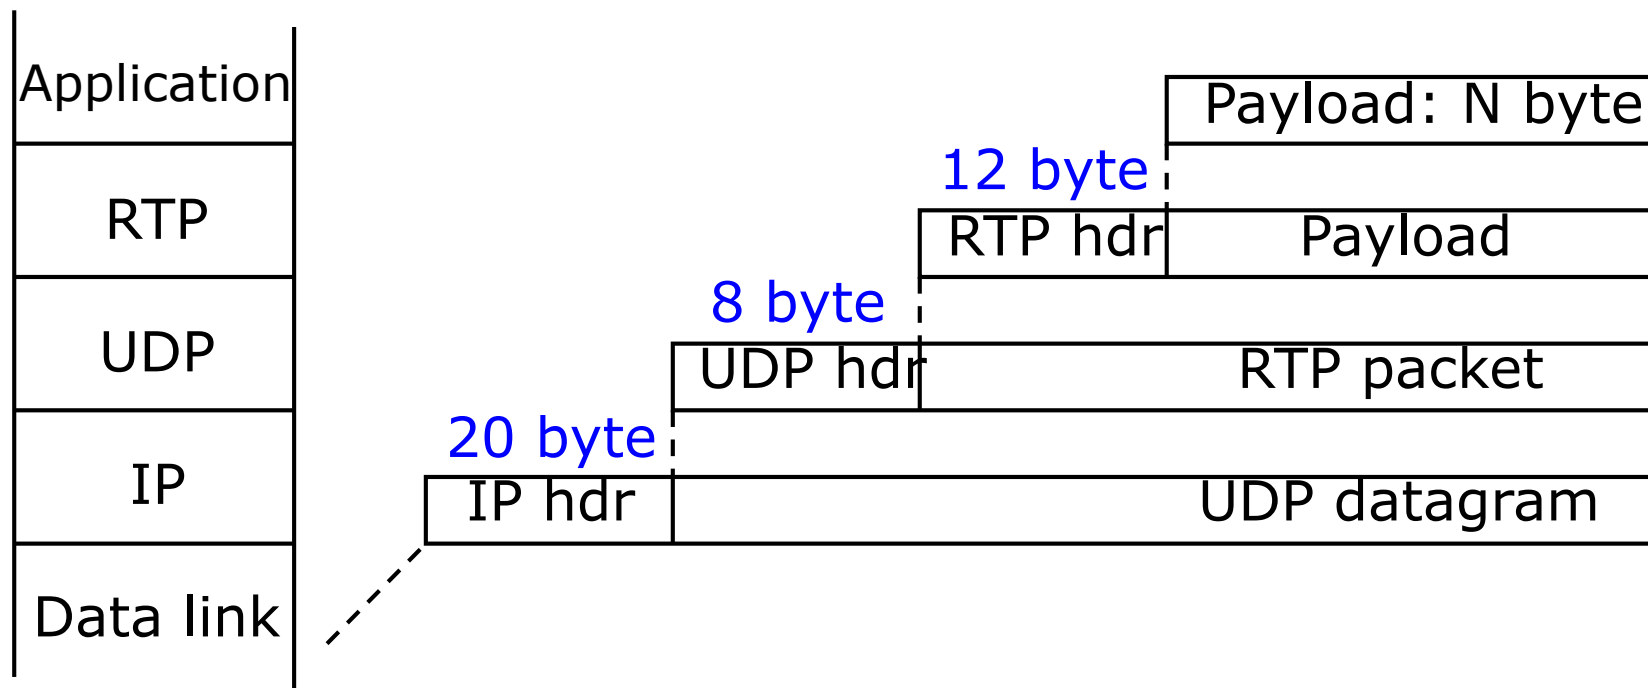 Application
Payload: N byte
12 byte
RTP
RTP hdr
Payload
8 byte
UDP
UDP hdr
RTP packet
20 byte
IP
IP hdr
UDP datagram
Data link